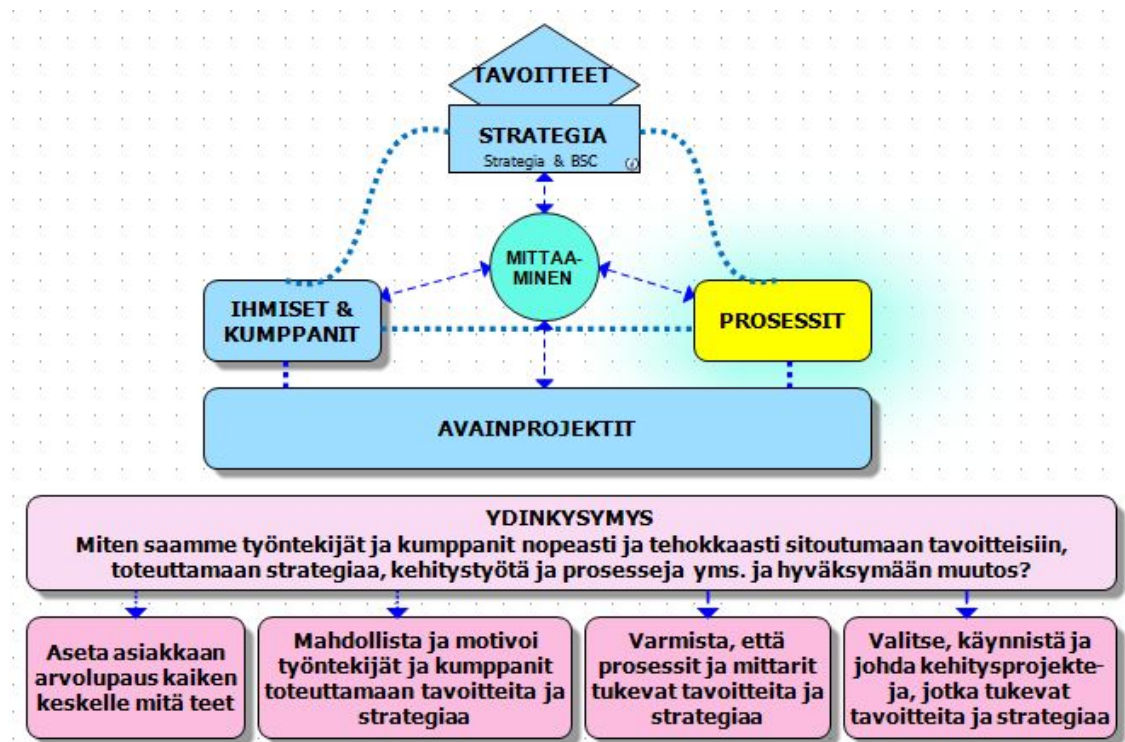 TAVOITTEET
STRATEGIA
Strategia & BSC
MITTAA-
MINEN
IHMISET &
KUMPPANIT
PROSESSIT
AVAINPROJEKTIT
YDINKYSYMYS
Miten saamme työntekijät ja kumppanit nopeasti ja tehokkaasti sitoutumaan tavoitteisiin,
toteuttamaan strategiaa, kehitystyötä ja prosesseja yms. ja hyväksymään muutos?
Aseta asiakkaan
arvolupaus kaiken
keskelle mitä teet
Mahdollista ja motivoi
työntekijät ja kumppanit
toteuttamaan tavoitteita ja
strategiaa
Varmista, että
prosessit ja mittarit
tukevat tavoitteita ja
strategiaa
Valitse, käynnistä ja
johda kehitysprojekte-
ja, jotka tukevat
tavoitteita ja strategiaa